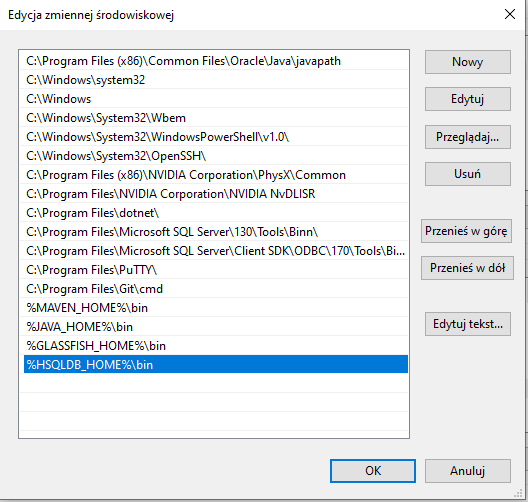 Edycja zmiennej środowiskowej
C:\Program Files (x86)\Common Files\Oracle\Java\javapath
C:\Windows\system32
C:\Windows
C:\Windows\System32\Wbem
C:\Windows\System32\WindowsPowerShell\v1.0\
C:\Windows\System32\OpenSSH\
C:\Program Files (x86)\NVIDIA Corporation\PhysX\Common
C:\Program Files\NVIDIA Corporation\NVIDIA NvDLISR
C:\Program Files\dotnet\
C:\Program Files\Microsoft SQL Server\130\Tools\Binn\
C:\Program Files\Microsoft SQL Server\Client SDK\ODBC\170\Tools\Bi...
C:\Program Files\PuTTY\
C:\Program Files\Git\cmd
%MAVEN_HOME%\bin
%JAVA_HOME%\bin
%GLASSFISH_HOME%\bin
%HSQLDB_HOME%\bin
Nowy
Edytuj
Przeglądaj...
Usuń
Przenieś w górę
Przenieś w dół
Edytuj tekst...
OK
Anuluj